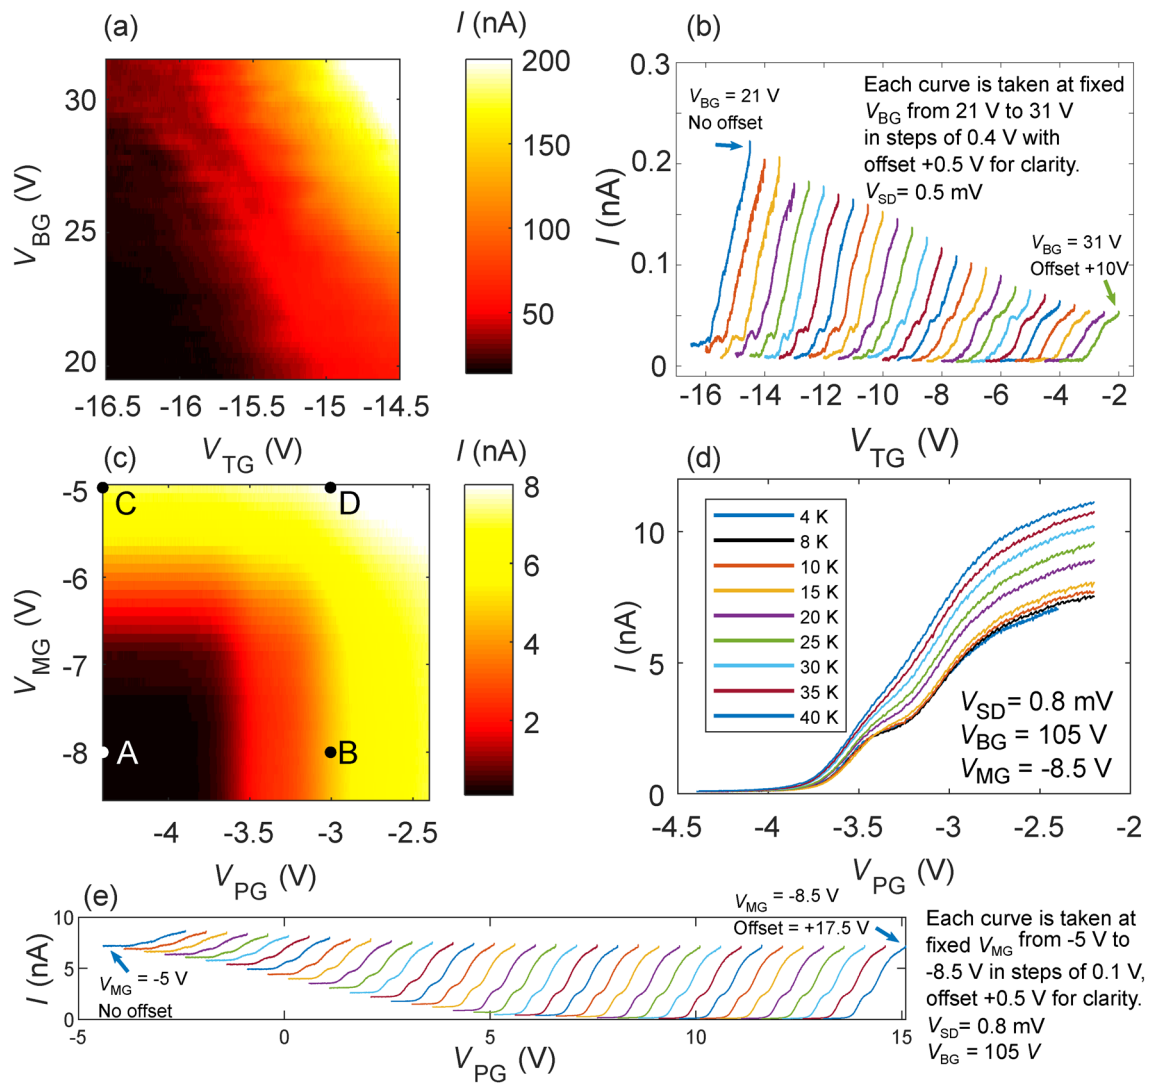 (a)
I (nA)
200
150
100
50
30
25
20
V_BG (V)
-16.5 -16 -15.5 -15 -14.5
V_TG (V)
(b)
0.3
0.2
0.1
0
I (nA)
V_BG = 21 V
No offset
Each curve is taken at fixed
V_BG from 21 V to 31 V
in steps of 0.4 V with
offset +0.5 V for clarity.
V_SD= 0.5 mV
V_BG = 31 V
Offset +10V
-16 -14 -12 -10 -8 -6 -4 -2
V_TG (V)
(c)
I (nA)
8
6
4
2
-5
-6
-7
-8
V_MG (V)
C
D
A
B
-4 -3.5 -3 -2.5
V_PG (V)
(d)
10
5
0
I (nA)
4 K
8 K
10 K
15 K
20 K
25 K
30 K
35 K
40 K
V_SD= 0.8 mV
V_BG = 105 V
V_MG = -8.5 V
-4.5 -4 -3.5 -3 -2.5 -2
V_PG (V)
(e)
10
5
0
I (nA)
V_MG = -5 V
No offset
V_MG = -8.5 V
Offset = +17.5 V
-5 0 5 10 15
V_PG (V)
Each curve is taken at
fixed V_MG from -5 V to
-8.5 V in steps of 0.1 V,
offset +0.5 V for clarity.
V_SD= 0.8 mV
V_BG = 105 V